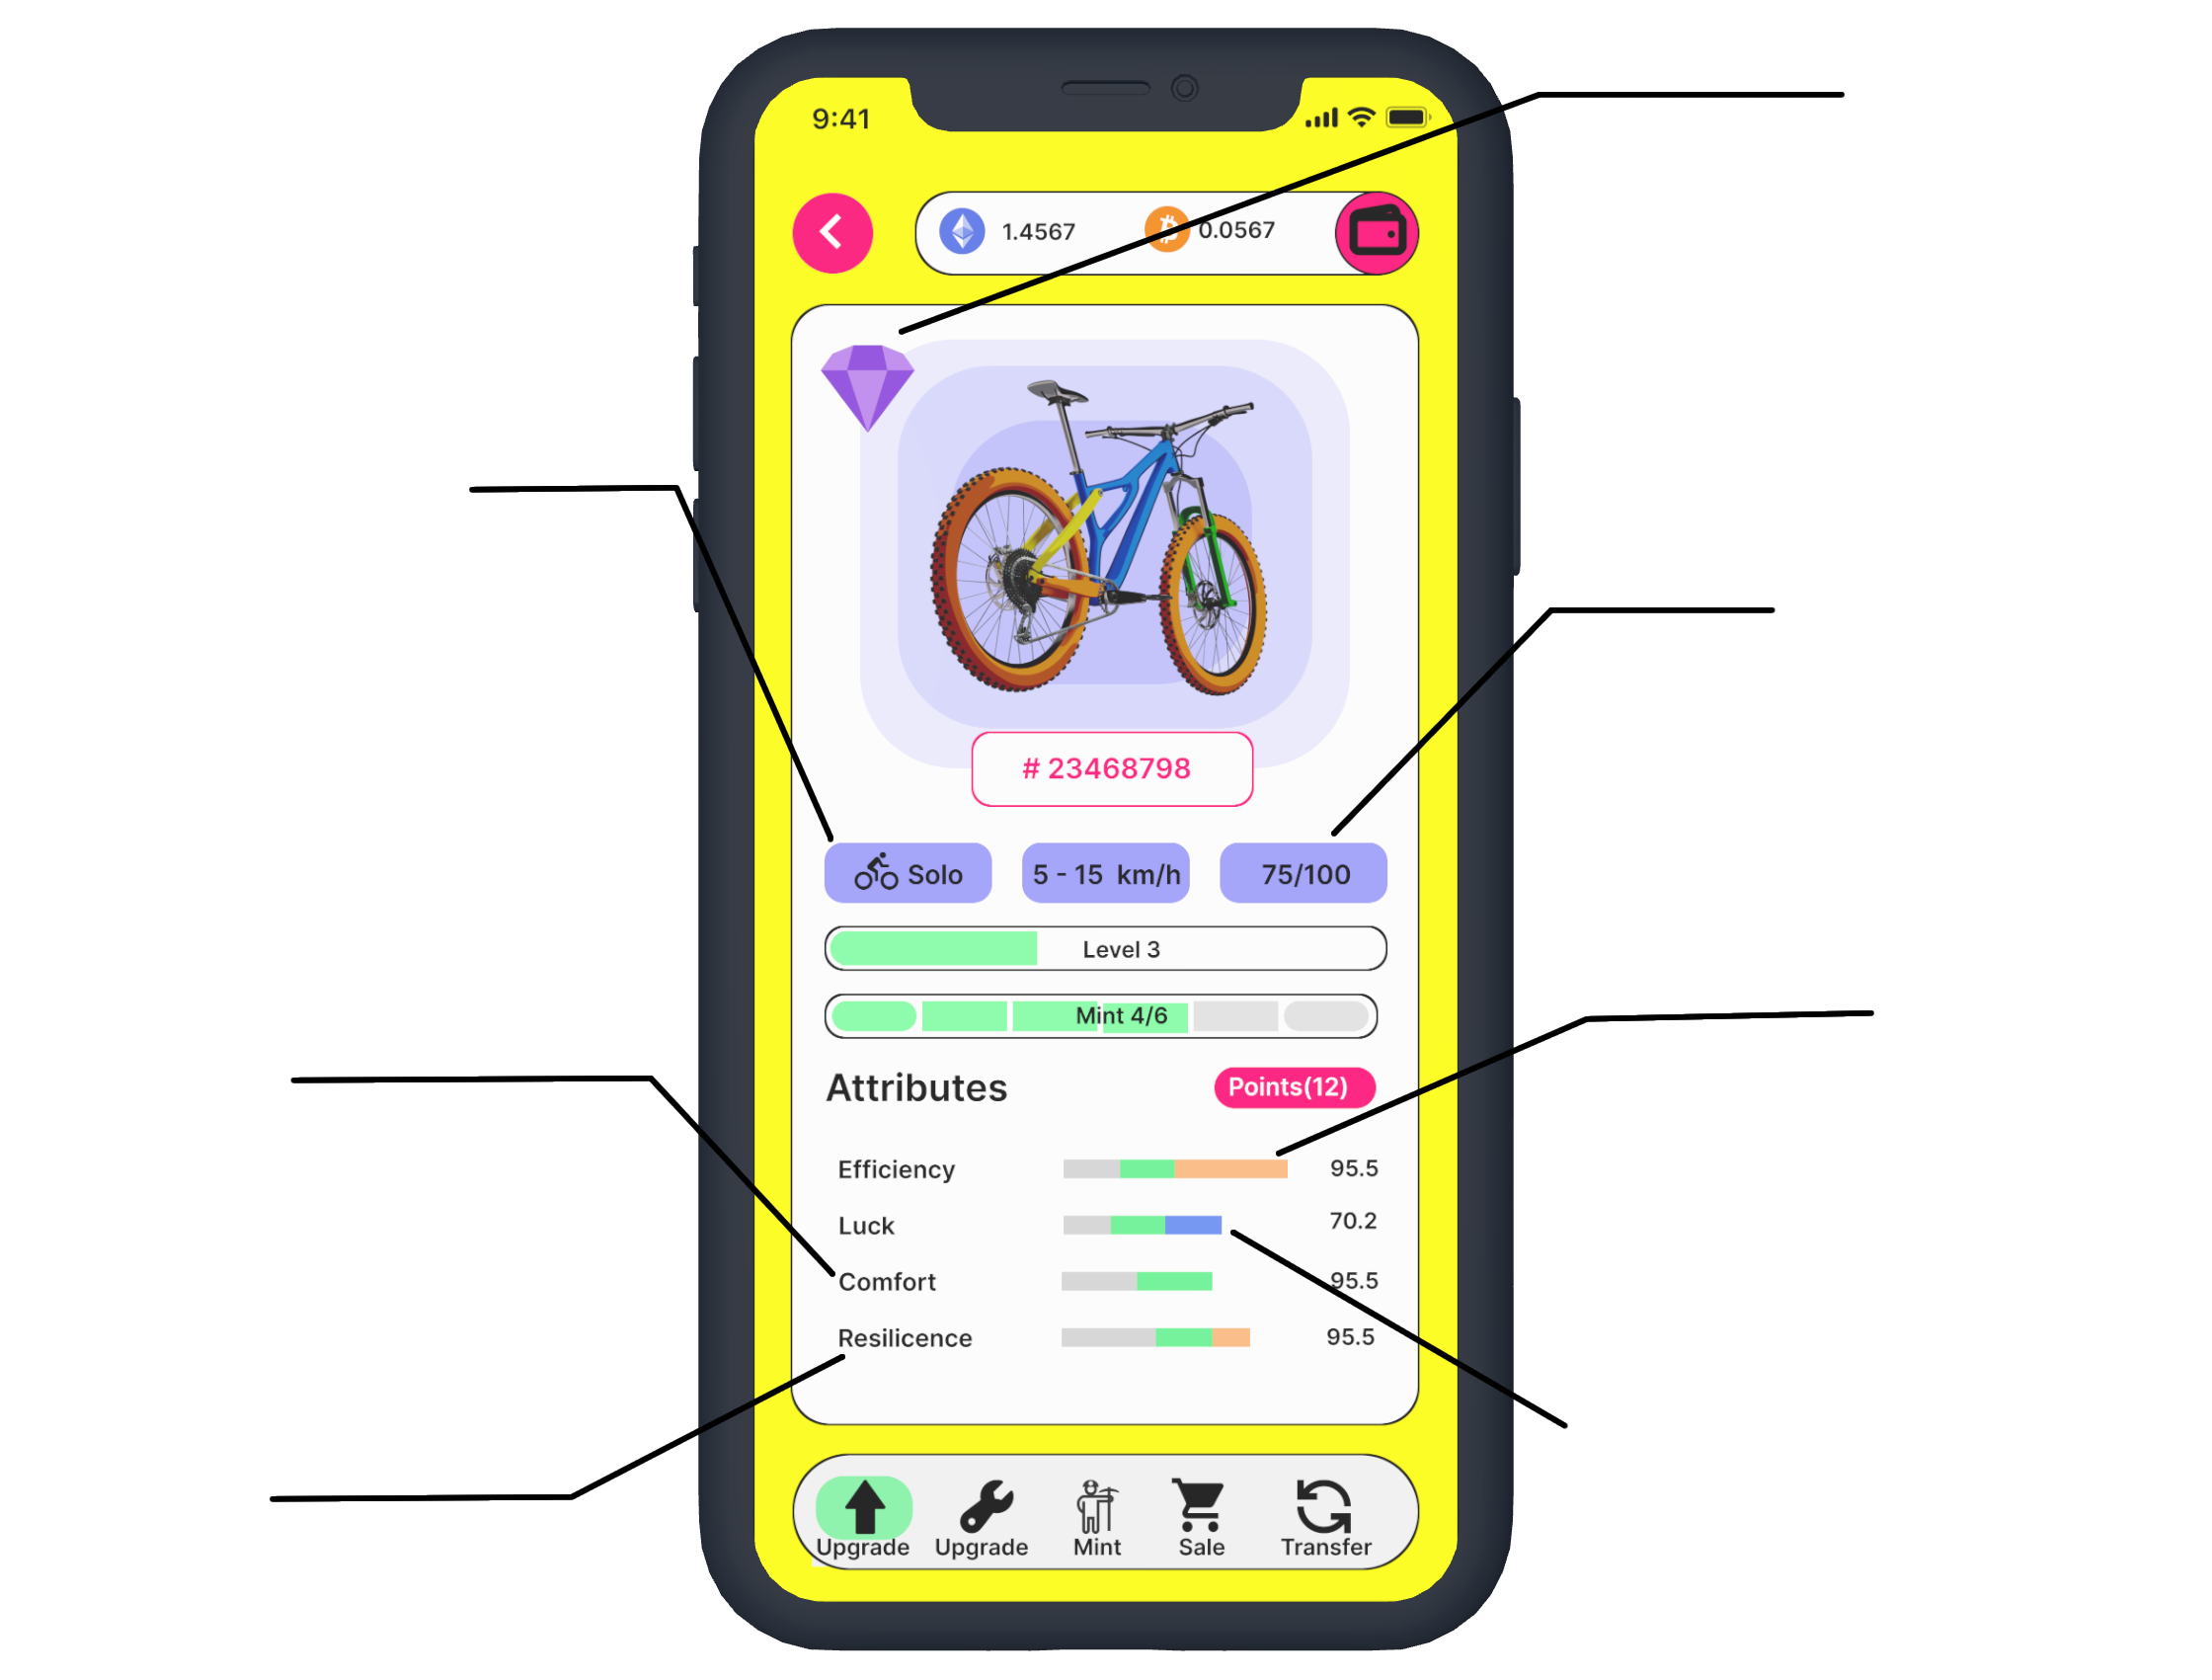 9:41
1.4567 0.0567
# 23468798
Solo 5 - 15 km/h 75/100
Level 3
Mint 4/6
Attributes Points(12)
Efficiency 95.5
Luck 70.2
Comfort 95.5
Resilicence 95.5
Upgrade Upgrade Mint Sale Transfer